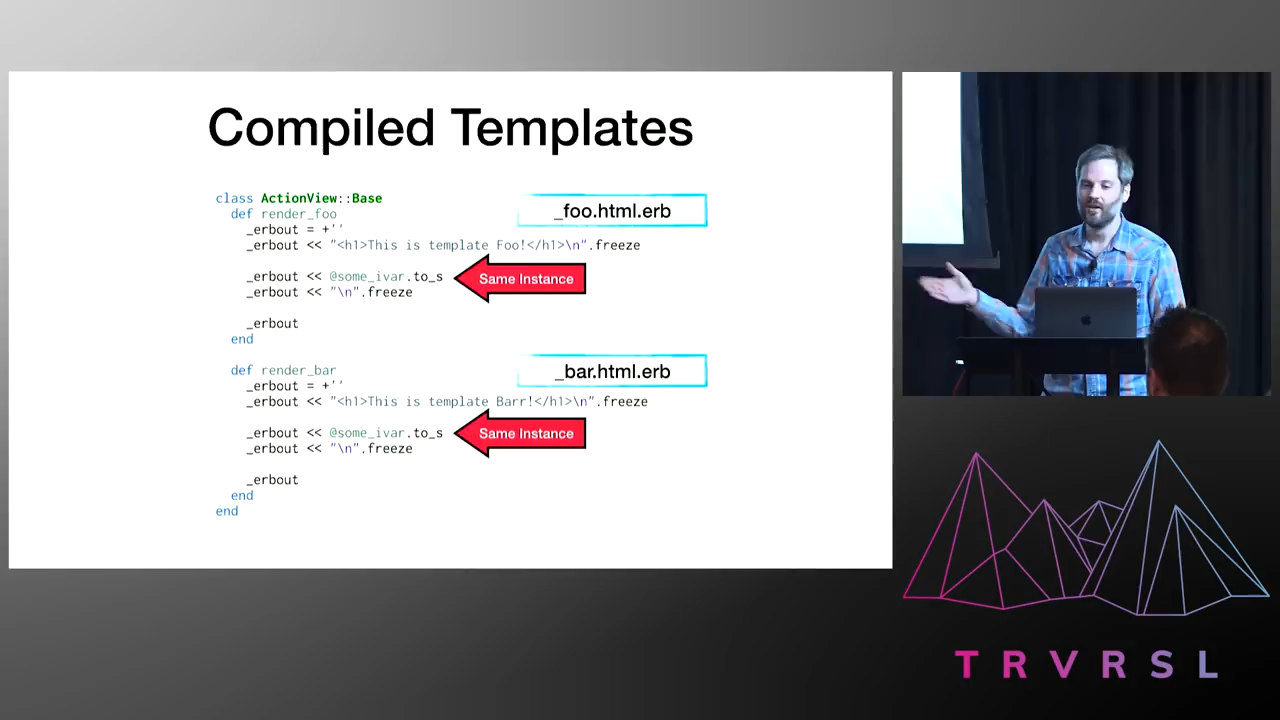 Compiled Templates
class ActionView::Base
def render_foo
_foo.html.erb
_erbout = +''
_erbout << "<h1>This is template Foo!</h1>\n".freeze
_erbout << @some_ivar.to_s
Same Instance
_erbout << "\n".freeze
_erbout
end
def render_bar
_bar.html.erb
_erbout = +''
_erbout << "<h1>This is template Barr!</h1>\n".freeze
_erbout << @some_ivar.to_s
Same Instance
_erbout << "\n".freeze
_erbout
end
end
TRVRSL